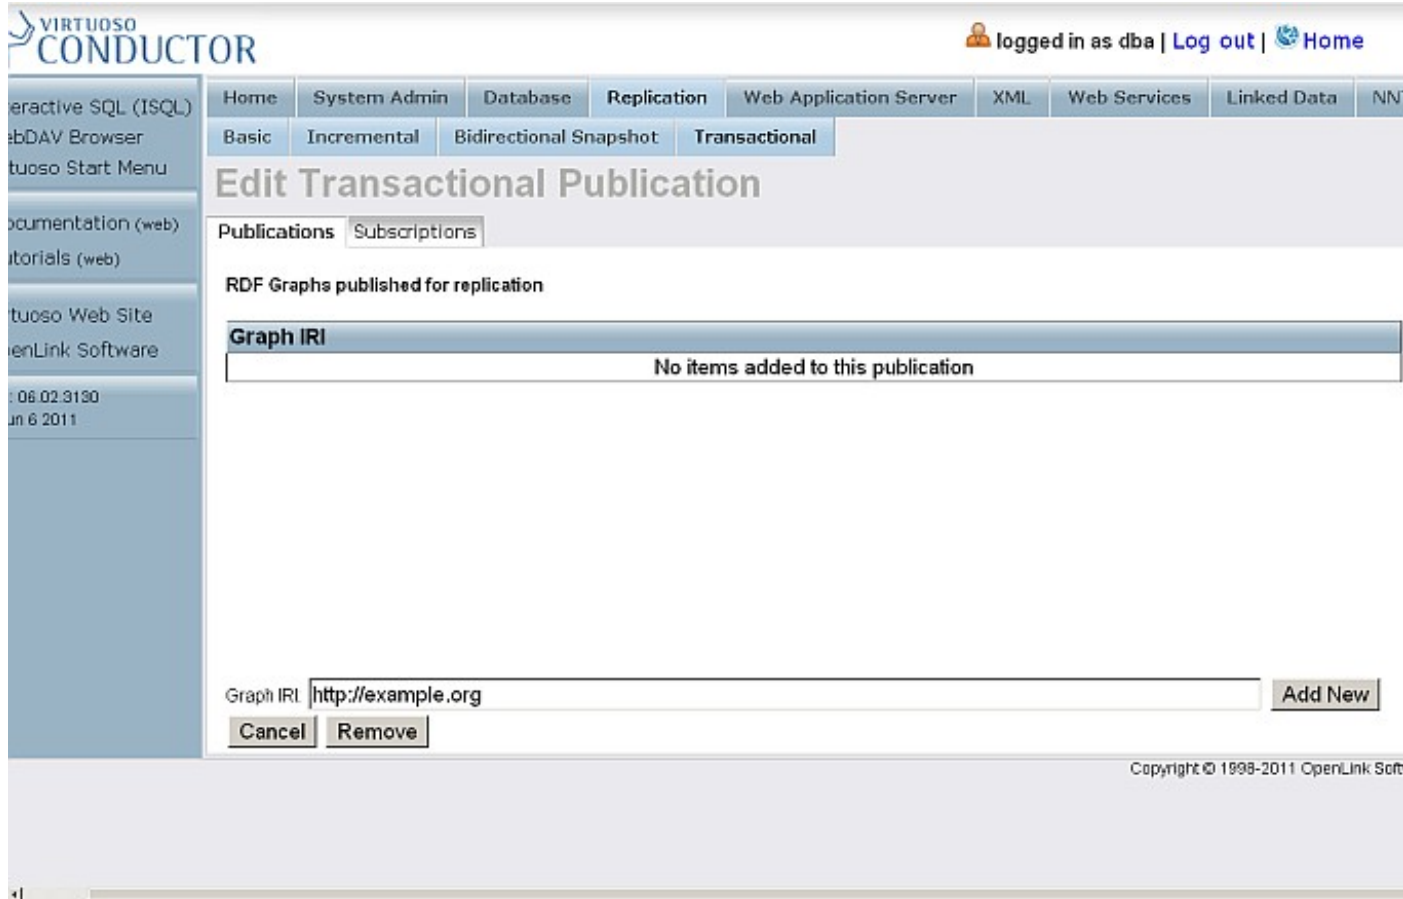 VIRTUOSO
CONDUCTOR
logged in as dba | Log out | Home
eractive SQL (ISQL)
ebDAV Browser
tuoso Start Menu
ocumentation (web)
utorials (web)
rtuoso Web Site
enLink Software
: 06.02.3130
un 6 2011
Home System Admin Database Replication Web Application Server XML Web Services Linked Data NN
Basic Incremental Bidirectional Snapshot Transactional
Edit Transactional Publication
Publications Subscriptions
RDF Graphs published for replication
Graph IRI
No items added to this publication
Graph IRI. http://example.org Add New
Cancel Remove
Copyright © 1998-2011 OpenLink Soft